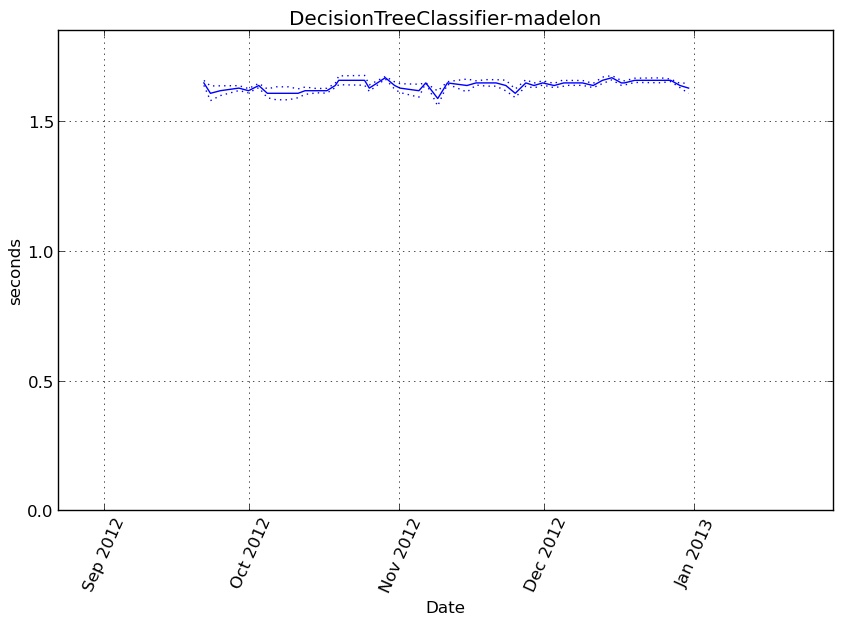 DecisionTreeClassifier-madelon
1.5
1.0
0.5
0.0
seconds
Sep 2012
Oct 2012
Nov 2012
Dec 2012
Jan 2013
Date